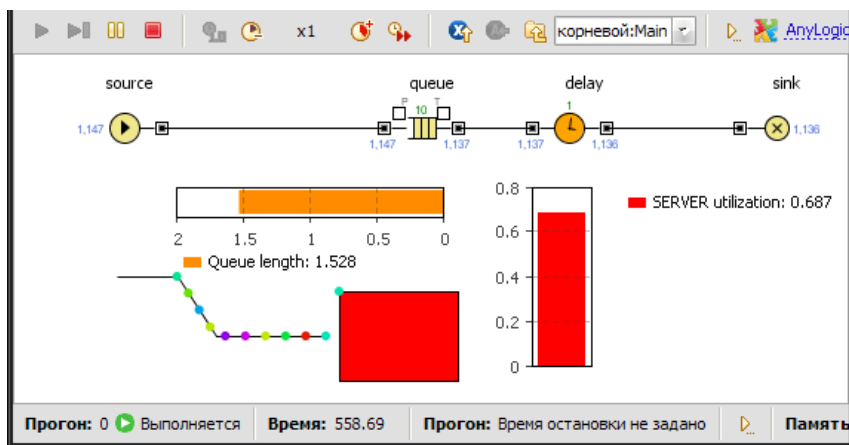 x1 корневой:Main AnyLogic
source queue delay sink
P T
10 1
1,147 1,136
1,147 1,137 1,137 1,136
0.8
SERVER utilization: 0.687
0.6
2 1.5 1 0.5 0
Queue length: 1.528
0.4
0.2
0
Прогон: 0 Выполняется Время: 558.69 Прогон: Время остановки не задано Память